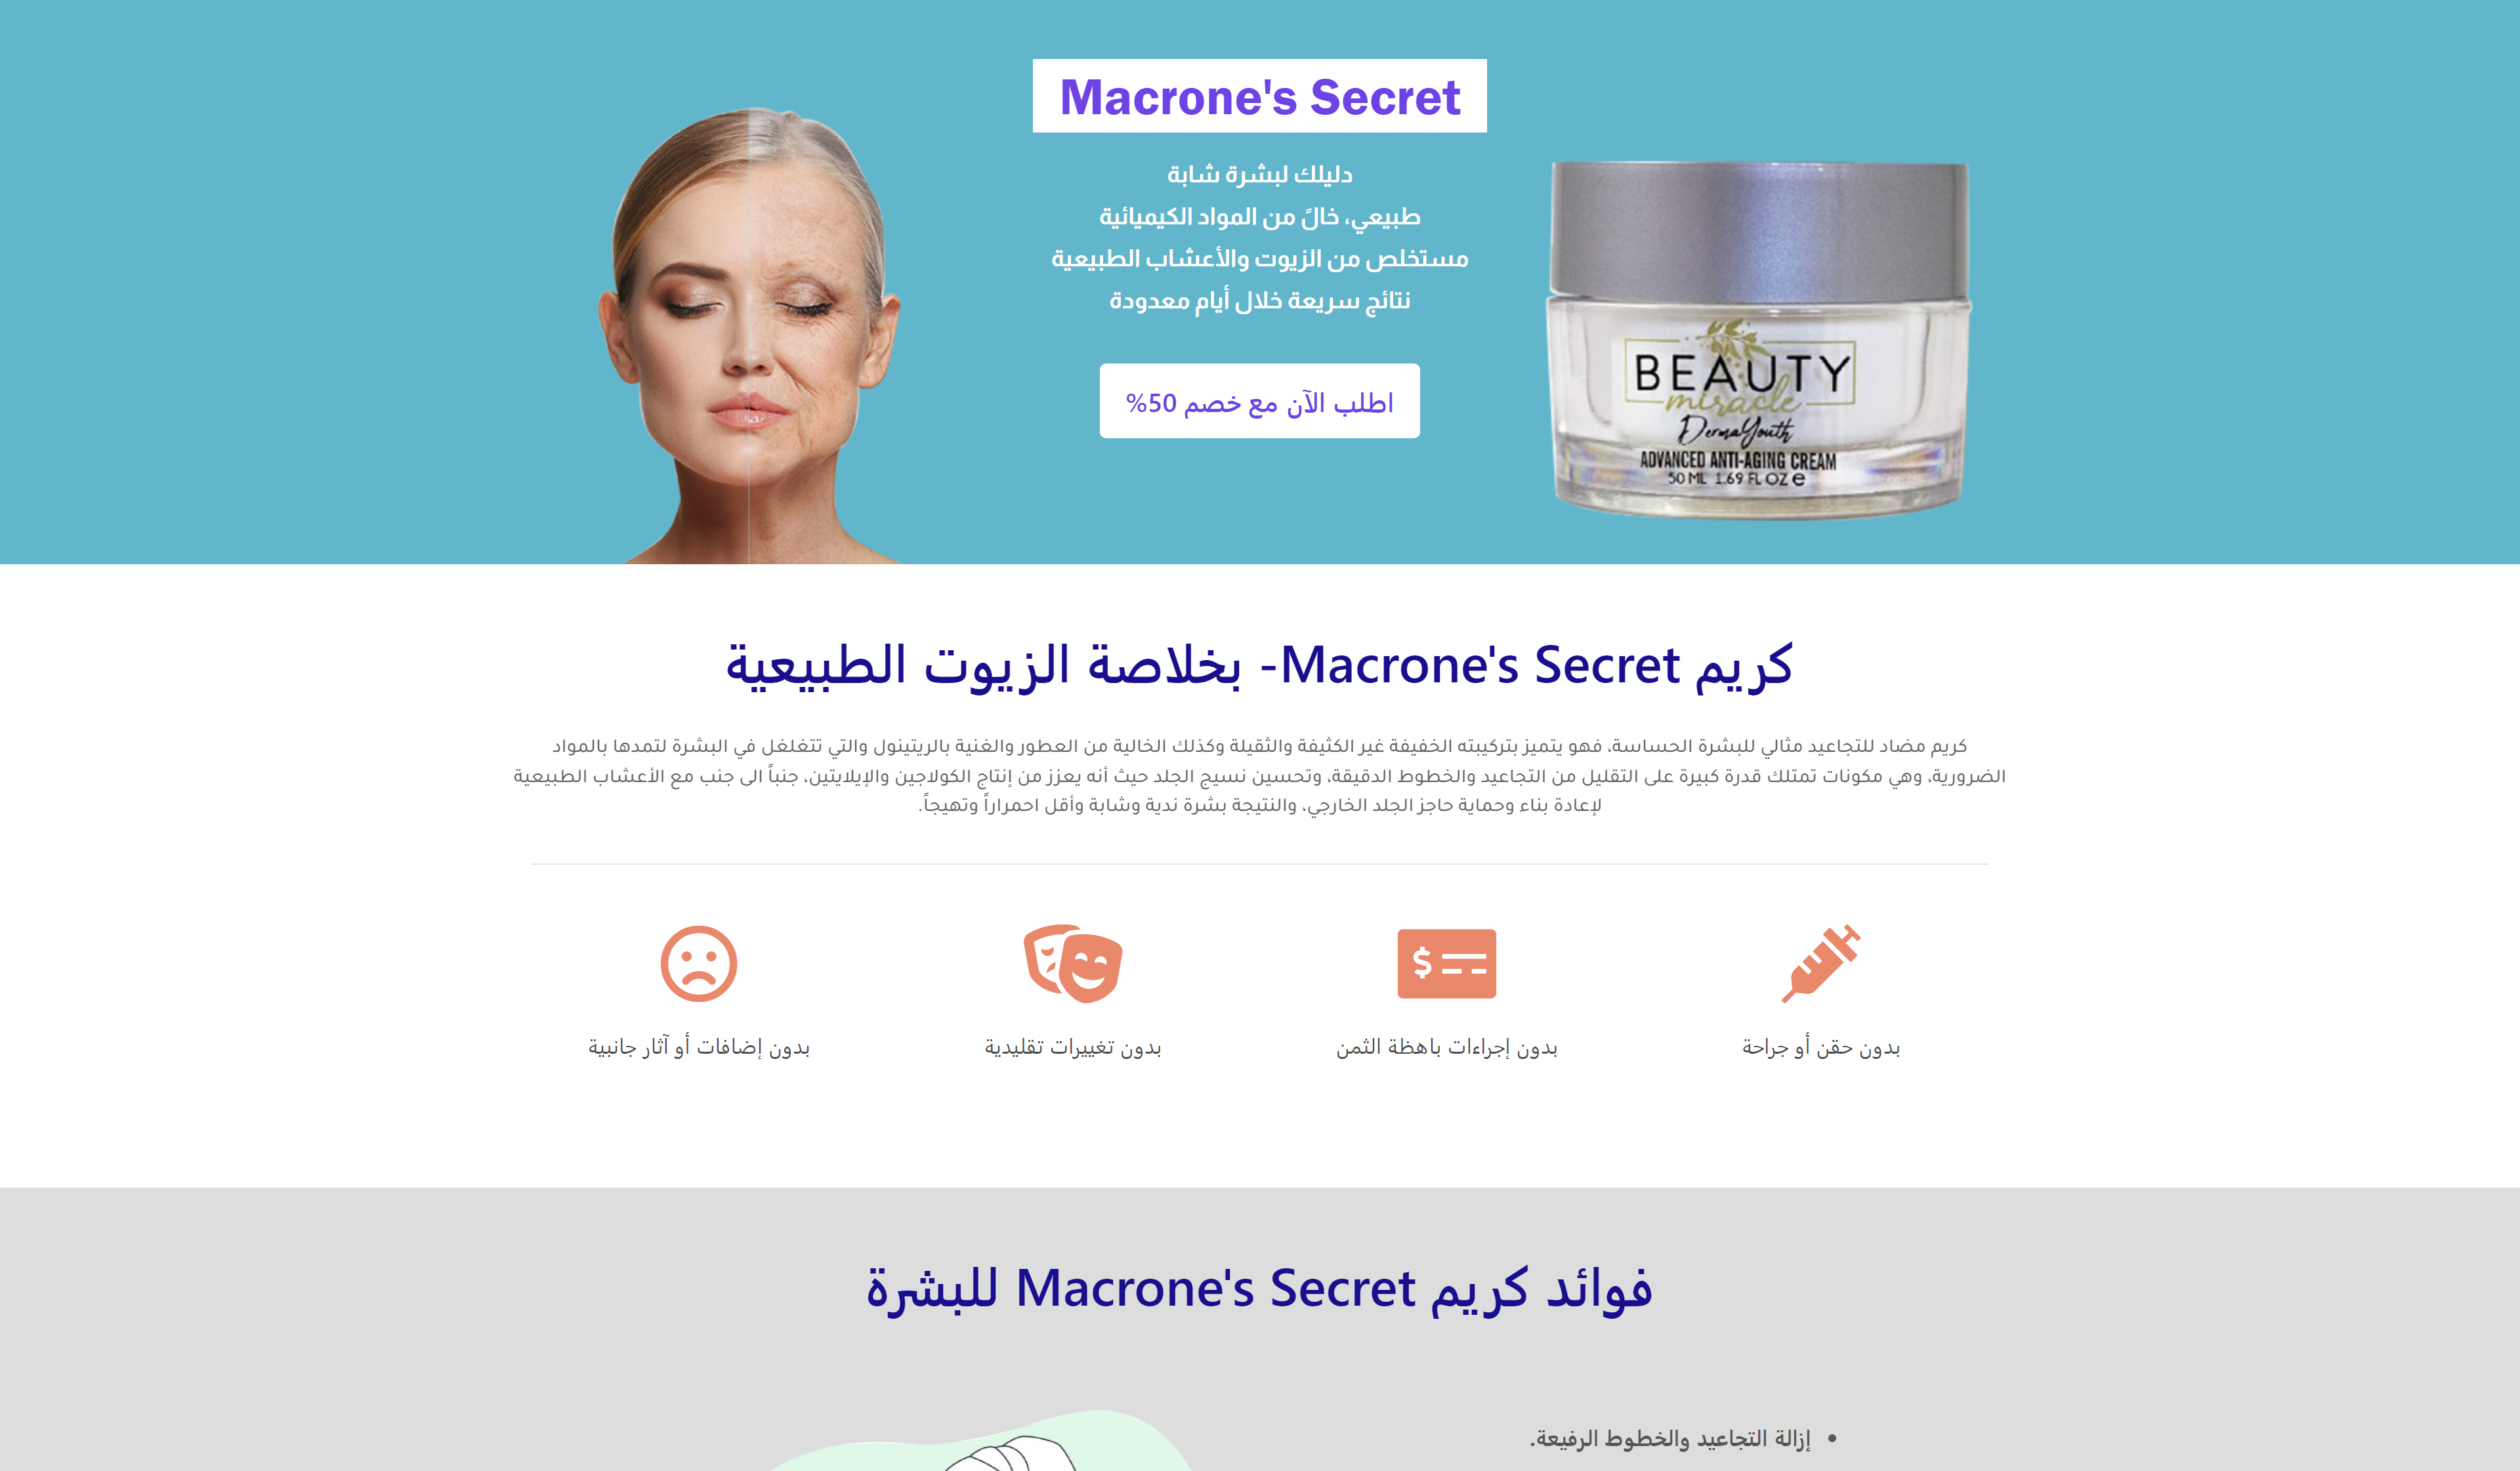 Macrone's Secret
دليلك لبشرة شابة
طبيعي، خالٍ من المواد الكيميائية
مستخلص من الزيوت والأعشاب الطبيعية
نتائج سريعة خلال أيام معدودة
اطلب الآن مع خصم 50%
BEAUTY
miracle
DermaYouth
ADVANCED ANTI-AGING CREAM
50 ML 1.69 FL OZ e
كريم Macrone's Secret- بخلاصة الزيوت الطبيعية
كريم مضاد للتجاعيد مثالي للبشرة الحساسة، فهو يتميز بتركيبته الخفيفة غير الكثيفة والثقيلة وكذلك الخالية من العطور والغنية بالريتينول والتي تتغلغل في البشرة لتمدها بالمواد
الضرورية، وهي مكونات تمتلك قدرة كبيرة على التقليل من التجاعيد والخطوط الدقيقة، وتحسين نسيج الجلد حيث أنه يعزز من إنتاج الكولاجين والإيلايتين، جنباً الى جنب مع الأعشاب الطبيعية
لإعادة بناء وحماية حاجز الجلد الخارجي، والنتيجة بشرة ندية وشابة وأقل احمراراً وتهيجاً.
بدون حقن أو جراحة
بدون إجراءات باهظة الثمن
بدون تغييرات تقليدية
بدون إضافات أو آثار جانبية
فوائد كريم Macrone's Secret للبشرة
• إزالة التجاعيد والخطوط الرفيعة.